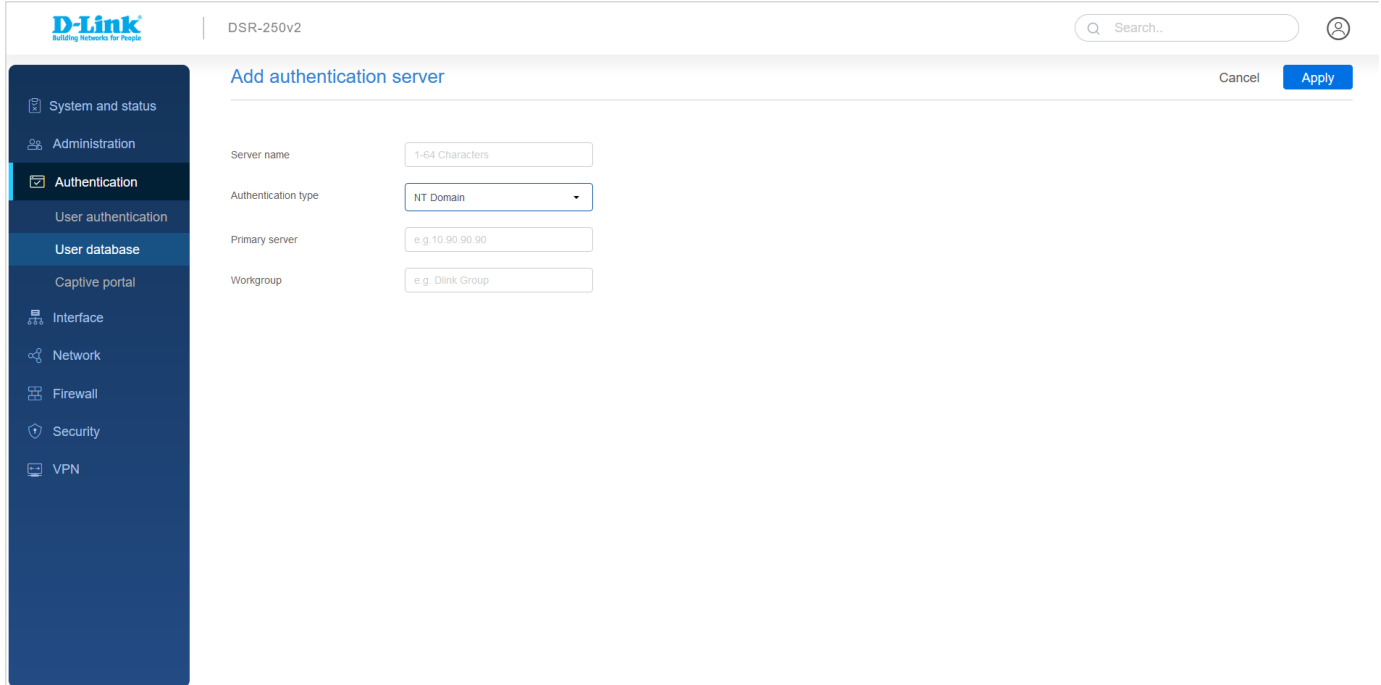 D-Link
Building Networks for People
DSR-250v2
Search..
Add authentication server
Cancel
Apply
System and status
Administration
Authentication
User authentication
User database
Captive portal
Interface
Network
Firewall
Security
VPN
Server name
1-64 Characters
Authentication type
NT Domain
Primary server
e.g.10.90.90.90
Workgroup
e.g. Dlink Group